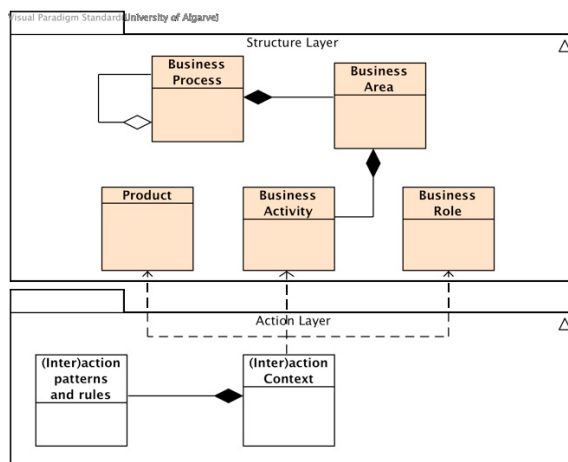 Visual Paradigm Standard(University of Algarve)
Structure Layer
Business
Process
Business
Area
Product
Business
Activity
Business
Role
Action Layer
(Inter)action
patterns
and rules
(Inter)action
Context